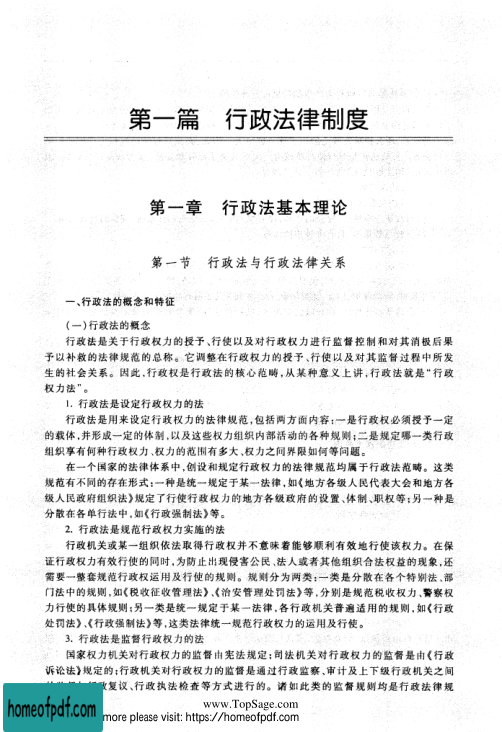 第一篇　行政法律制度
第一章　行政法基本理论
第一节　行政法与行政法律关系
一、行政法的概念和特征
(一)行政法的概念
行政法是关于行政权力的授予、行使以及对行政权力进行监督控制和对其消极后果
予以补救的法律规范的总称。它调整在行政权力的授予、行使以及对其监督过程中所发
生的社会关系。因此,行政权是行政法的核心范畴,从某种意义上讲,行政法就是“行政
权力法”。
1. 行政法是设定行政权力的法
行政法是用来设定行政权力的法律规范,包括两方面内容:一是行政权必须授予一定
的载体,并形成一定的体制,以及这些权力组织内部活动的各种规则;二是规定哪一类行政
组织享有何种行政权力、权力的范围有多大、权力之间界限如何等问题。
在一个国家的法律体系中,创设和规定行政权力的法律规范均属于行政法范畴。这类
规范有不同的存在形式:一种是统一规定于某一法律,如《地方各级人民代表大会和地方各
级人民政府组织法》规定了行使行政权力的地方各级政府的设置、体制、职权等;另一种是
分散在各单行法中,如《行政强制法》等。
2. 行政法是规范行政权力实施的法
行政机关或某一组织依法取得行政权并不意味着能够顺利有效地行使该权力。在保
证行政权力有效行使的同时,为防止出现侵害公民、法人或者其他组织合法权益的现象,还
需要一整套规范行政权运用及行使的规则。规则分为两类:一类是分散在各个特别法、部
门法中的规则,如《税收征收管理法》、《治安管理处罚法》等,分别是规范税收权力、警察权
力行使的具体规则;另一类是统一规定于某一法律,各行政机关普遍适用的规则,如《行政
处罚法》、《行政强制法》等,这类法律统一规范行政权力的运用及行使。
3. 行政法是监督行政权力的法
国家权力机关对行政权力的监督由宪法规定;司法机关对行政权力的监督是由《行政
诉讼法》规定的;行政机关对行政权力的监督是通过行政监察、审计及上下级行政机关之间
复议、行政执法检查等方式进行的。诸如此类的监督规则均是行政法律规
www.TopSage.com
homeofpdf.com
more please visit: https://homeofpdf.com